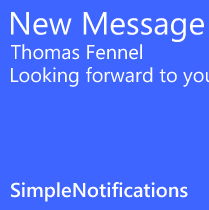 New Message
Thomas Fennel
Looking forward to you
SimpleNotifications